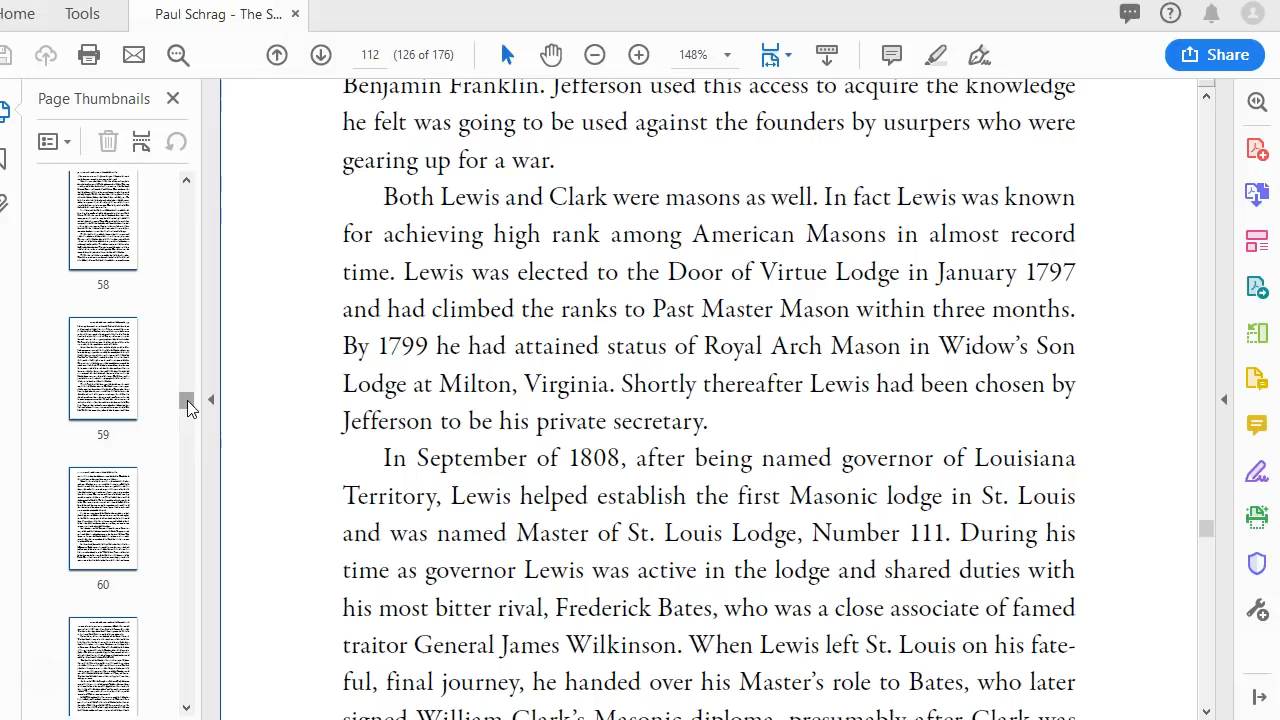 Home Tools Paul Schrag - The S... ×
112 (126 of 176) 148% Share
Page Thumbnails
58
59
60
Benjamin Franklin. Jefferson used this access to acquire the knowledge
he felt was going to be used against the founders by usurpers who were
gearing up for a war.
Both Lewis and Clark were masons as well. In fact Lewis was known
for achieving high rank among American Masons in almost record
time. Lewis was elected to the Door of Virtue Lodge in January 1797
and had climbed the ranks to Past Master Mason within three months.
By 1799 he had attained status of Royal Arch Mason in Widow's Son
Lodge at Milton, Virginia. Shortly thereafter Lewis had been chosen by
Jefferson to be his private secretary.
In September of 1808, after being named governor of Louisiana
Territory, Lewis helped establish the first Masonic lodge in St. Louis
and was named Master of St. Louis Lodge, Number 111. During his
time as governor Lewis was active in the lodge and shared duties with
his most bitter rival, Frederick Bates, who was a close associate of famed
traitor General James Wilkinson. When Lewis left St. Louis on his fate-
ful, final journey, he handed over his Master's role to Bates, who later
signed William Clark's Masonic diploma, presumably after Clark was